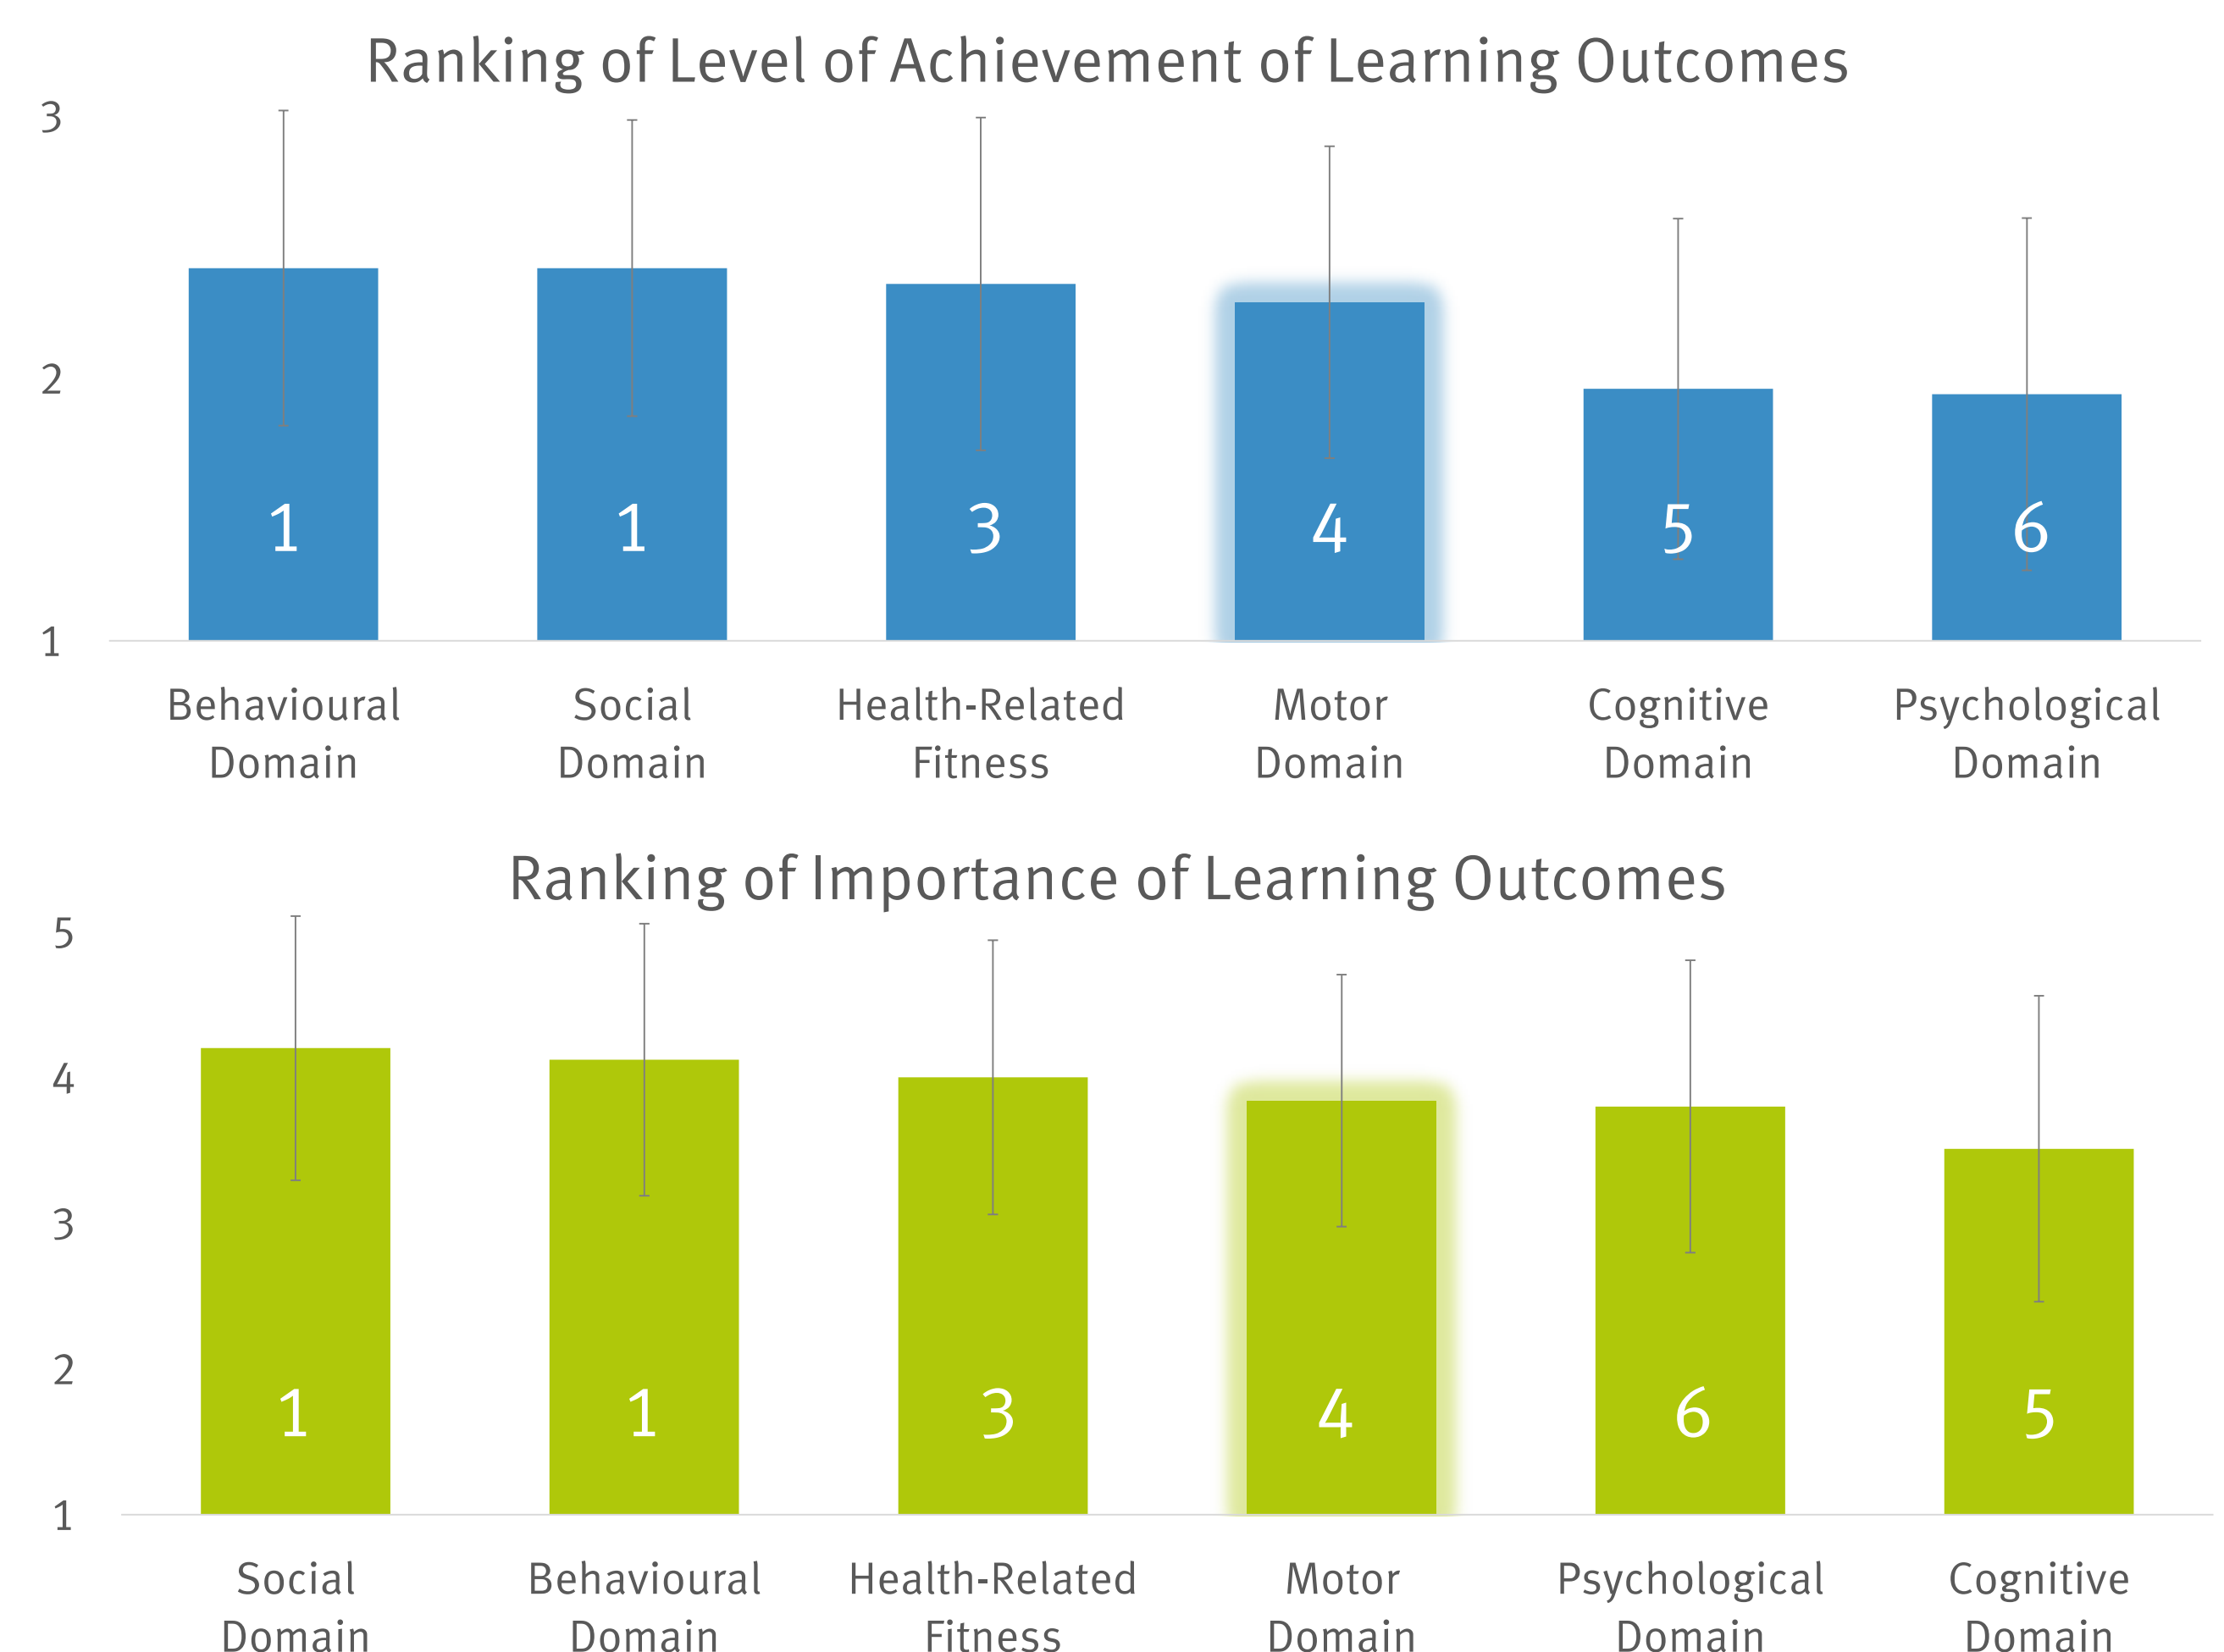 Ranking of Level of Achievement of Learning Outcomes
3
2
1
1 1 3 4 5 6
Behavioural Domain
Social Domain
Health-Related Fitness
Motor Domain
Cognitive Domain
Psychological Domain
Ranking of Importance of Learning Outcomes
5
4
3
2
1
1 1 3 4 6 5
Social Domain
Behavioural Domain
Health-Related Fitness
Motor Domain
Psychological Domain
Cognitive Domain